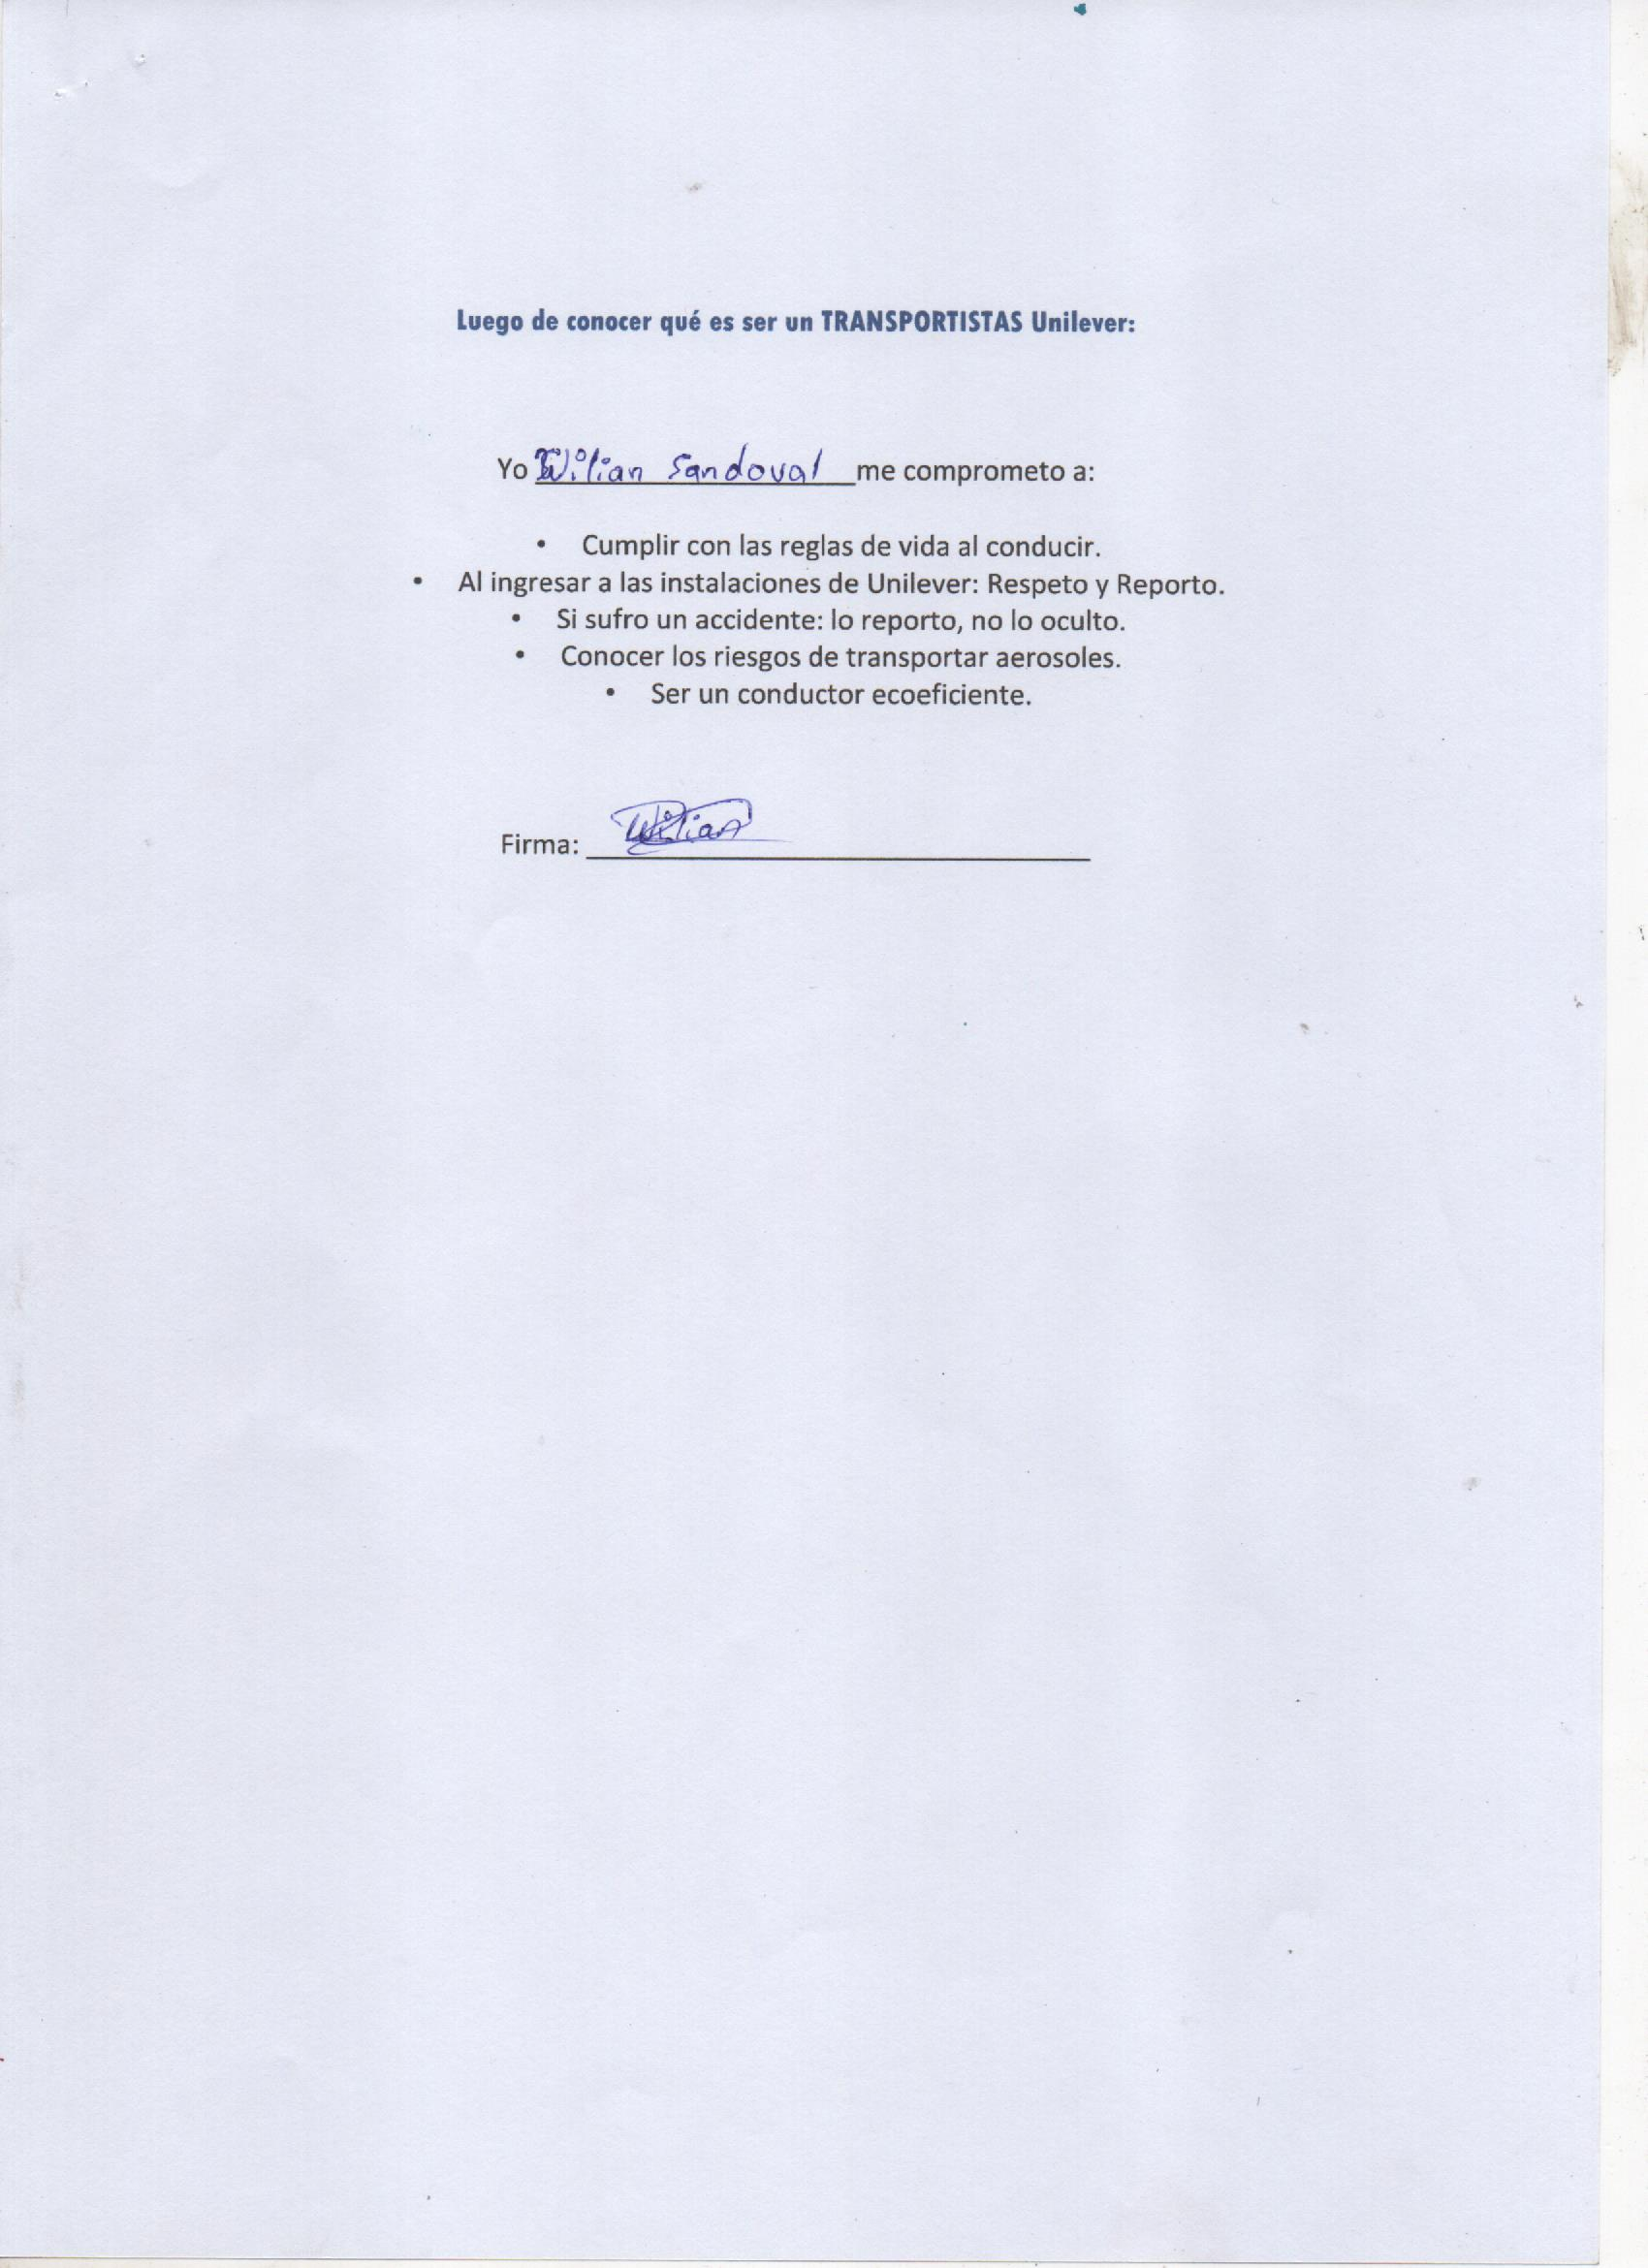 Luego de conocer qué es ser un TRANSPORTISTAS Unilever:
Yo Wilian Sandoval me comprometo a:
• Cumplir con las reglas de vida al conducir.
• Al ingresar a las instalaciones de Unilever: Respeto y Reporto.
• Si sufro un accidente: lo reporto, no lo oculto.
• Conocer los riesgos de transportar aerosoles.
• Ser un conductor ecoeficiente.
Firma: Wilian